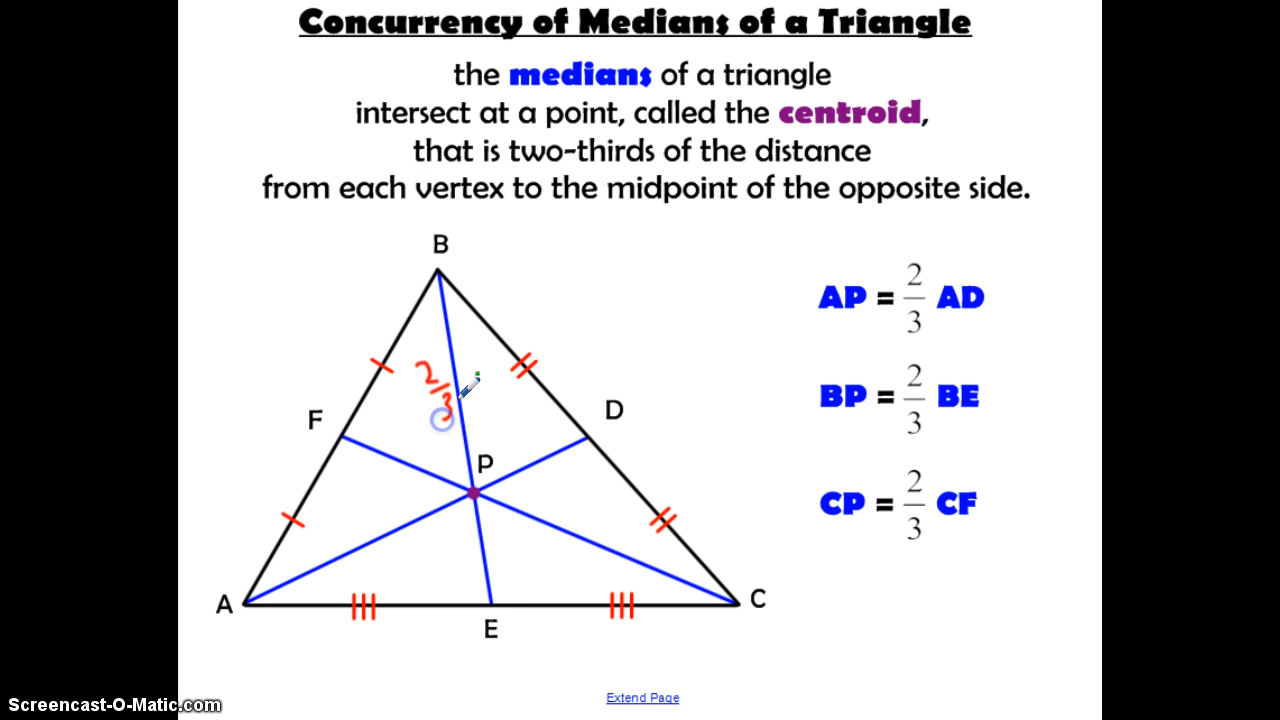 Concurrency of Medians of a Triangle
the medians of a triangle
intersect at a point, called the centroid,
that is two-thirds of the distance
from each vertex to the midpoint of the opposite side.
B
AP = 2/3 AD
2/3
BP = 2/3 BE
F
D
P
CP = 2/3 CF
A
C
E
Extend Page
Screencast-O-Matic.com